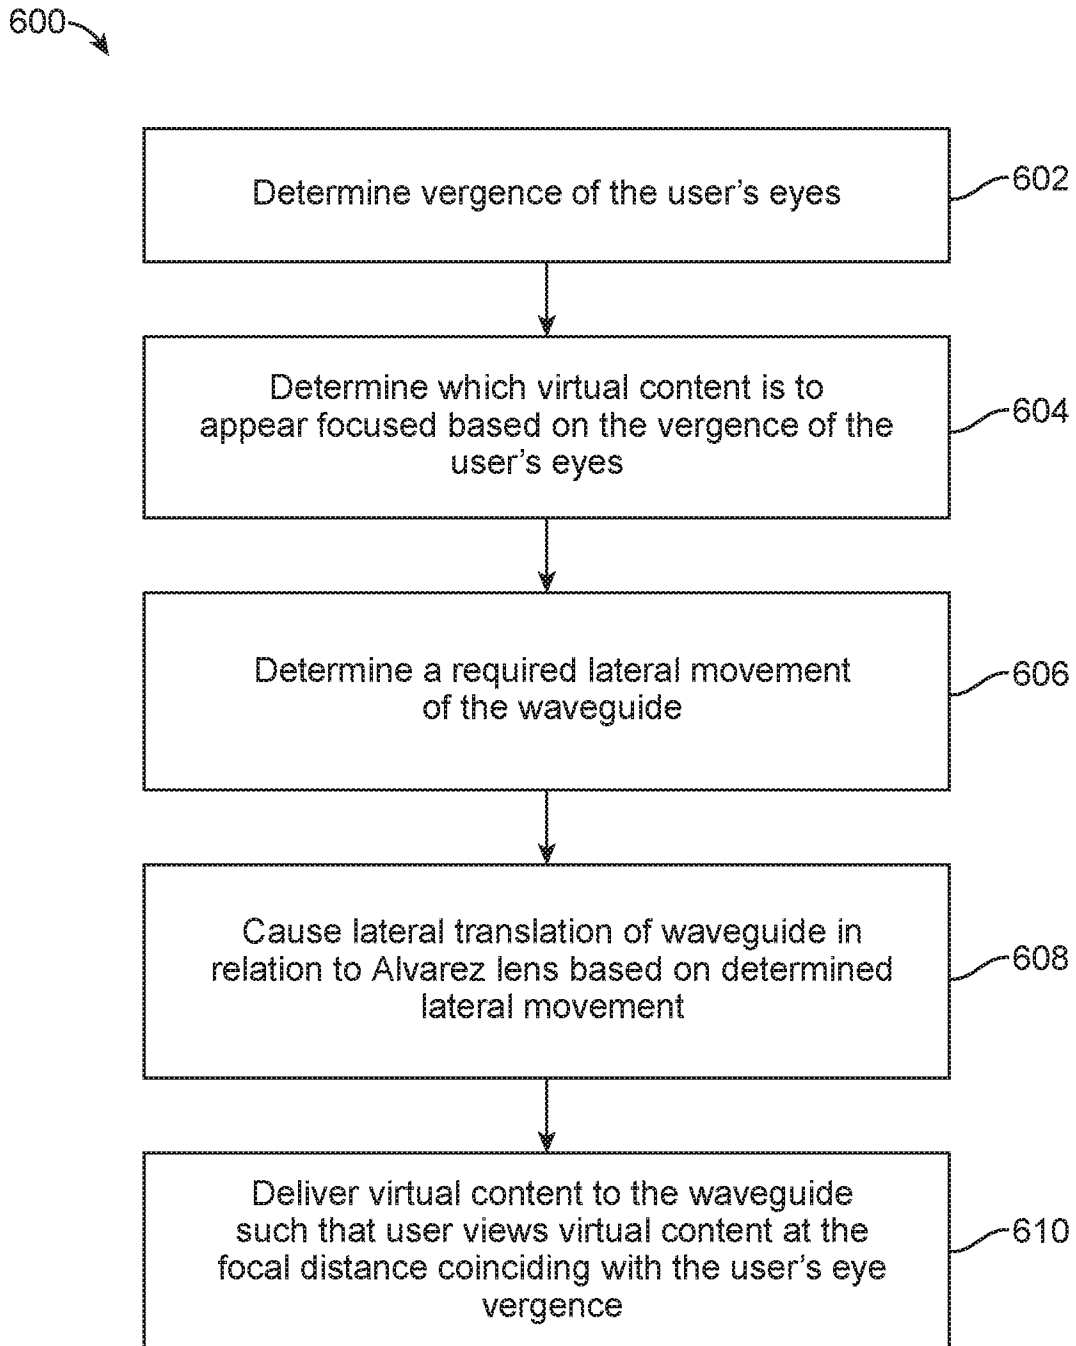 600
Determine vergence of the user's eyes
602
Determine which virtual content is to
appear focused based on the vergence of the
user's eyes
604
Determine a required lateral movement
of the waveguide
606
Cause lateral translation of waveguide in
relation to Alvarez lens based on determined
lateral movement
608
Deliver virtual content to the waveguide
such that user views virtual content at the
focal distance coinciding with the user's eye
vergence
610